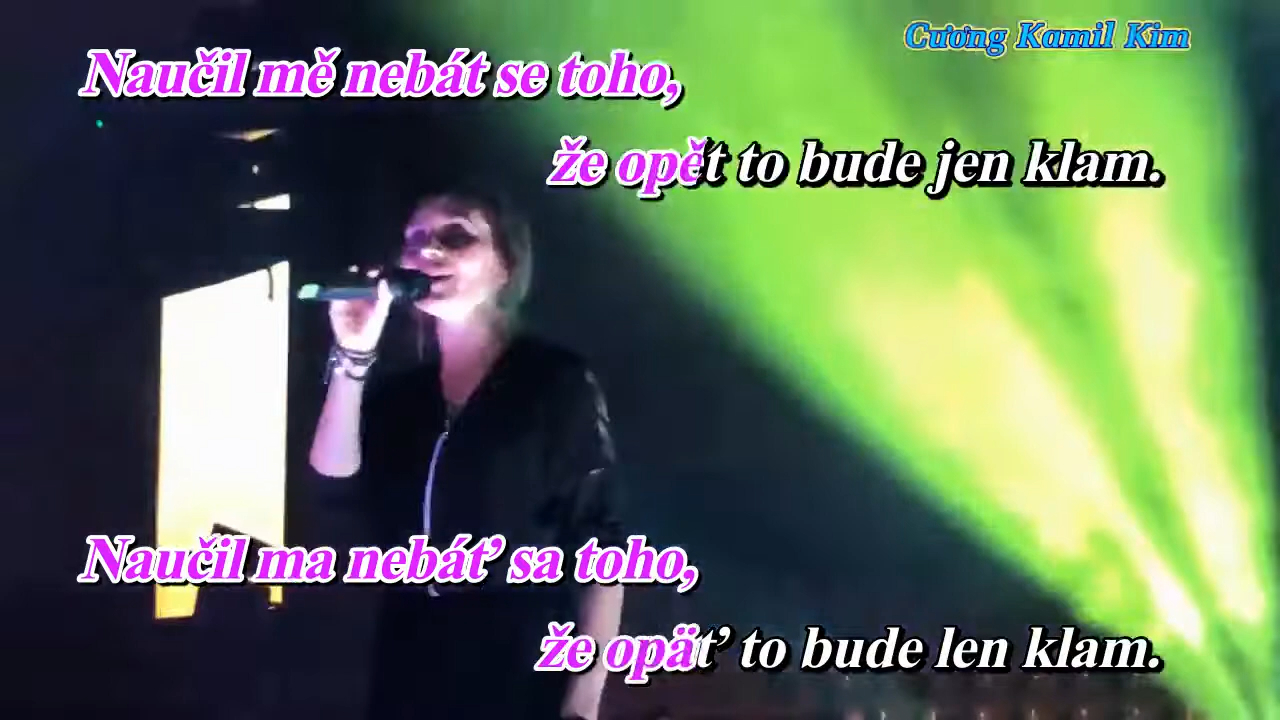 Cương Kamil Kim
Naučil mě nebát se toho,
že opět to bude jen klam.
Naučil ma nebáť sa toho,
že opäť to bude len klam.